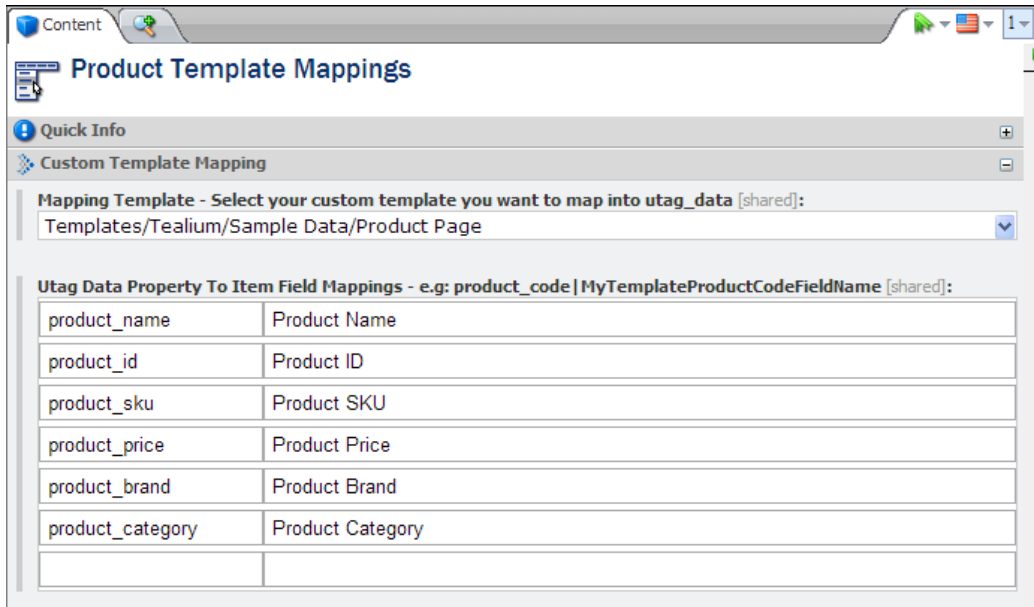 Content
1
Product Template Mappings
Quick Info
Custom Template Mapping
Mapping Template - Select your custom template you want to map into utag_data [shared]:
Templates/Tealium/Sample Data/Product Page
Utag Data Property To Item Field Mappings - e.g: product_code|MyTemplateProductCodeFieldName [shared]:
product_name Product Name
product_id Product ID
product_sku Product SKU
product_price Product Price
product_brand Product Brand
product_category Product Category